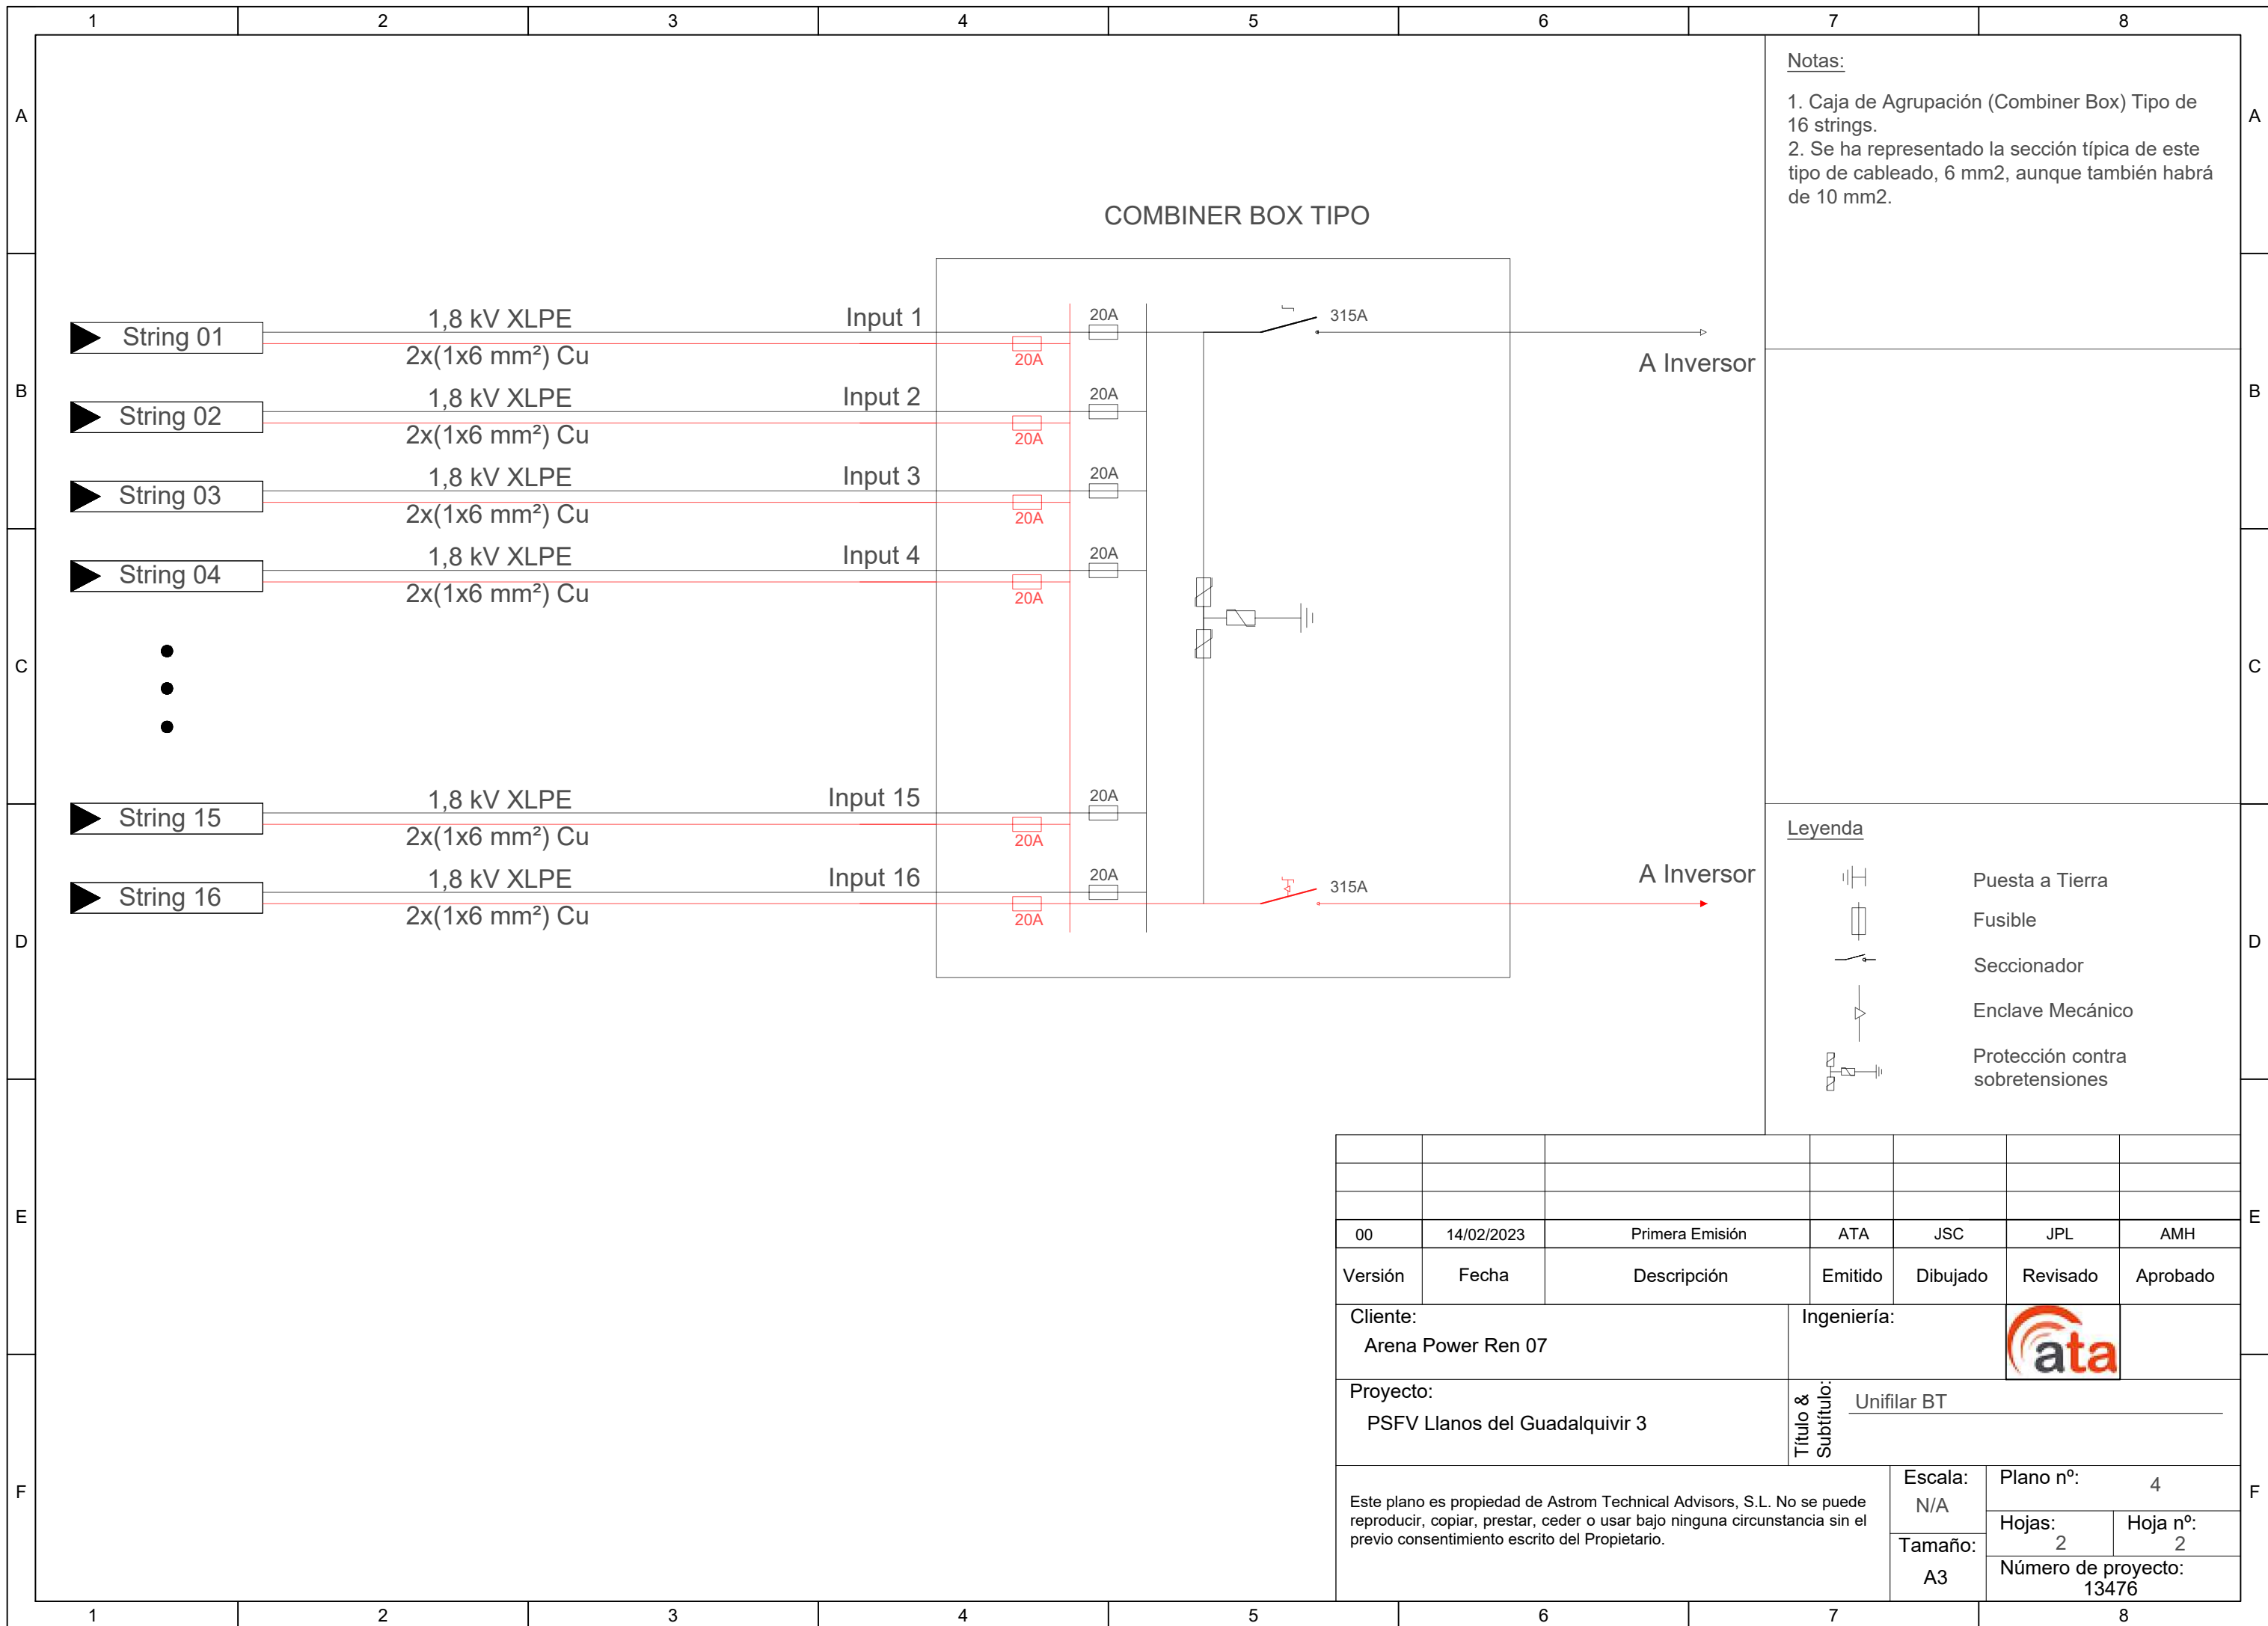 1 2 3 4 5 6 7 8
A A
B B
C C
D D
E E
F F
Notas:
1. Caja de Agrupación (Combiner Box) Tipo de
16 strings.
2. Se ha representado la sección típica de este
tipo de cableado, 6 mm2, aunque también habrá
de 10 mm2.
COMBINER BOX TIPO
String 01
1,8 kV XLPE
2x(1x6 mm²) Cu
Input 1
20A
20A
315A
A Inversor
String 02
1,8 kV XLPE
2x(1x6 mm²) Cu
Input 2
20A
20A
String 03
1,8 kV XLPE
2x(1x6 mm²) Cu
Input 3
20A
20A
String 04
1,8 kV XLPE
2x(1x6 mm²) Cu
Input 4
20A
20A
String 15
1,8 kV XLPE
2x(1x6 mm²) Cu
Input 15
20A
20A
String 16
1,8 kV XLPE
2x(1x6 mm²) Cu
Input 16
20A
20A
315A
A Inversor
Leyenda
Puesta a Tierra
Fusible
Seccionador
Enclave Mecánico
Protección contra
sobretensiones
00 14/02/2023 Primera Emisión ATA JSC JPL AMH
Versión Fecha Descripción Emitido Dibujado Revisado Aprobado
Cliente:
Arena Power Ren 07
Ingeniería:
ata
Proyecto:
PSFV Llanos del Guadalquivir 3
Título &
Subtítulo:
Unifilar BT
Este plano es propiedad de Astrom Technical Advisors, S.L. No se puede
reproducir, copiar, prestar, ceder o usar bajo ninguna circunstancia sin el
previo consentimiento escrito del Propietario.
Escala:
N/A
Plano nº:
4
Hojas:
2
Hoja nº:
2
Tamaño:
A3
Número de proyecto:
13476
1 2 3 4 5 6 7 8